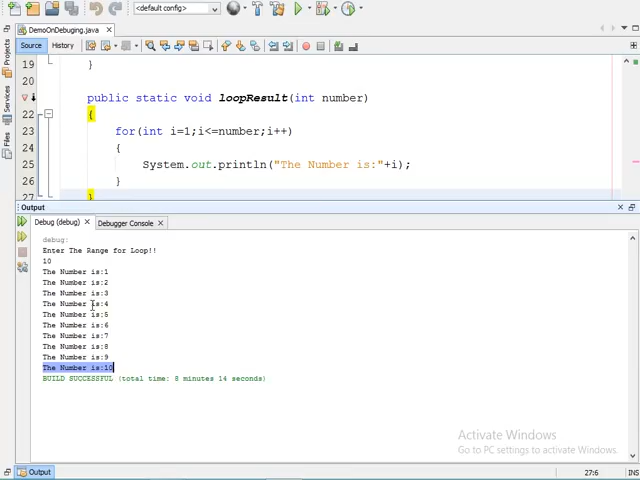 <default config>
DemoOnDebuging.java
Source History
Projects
Services
Files
19 }
20
public static void loopResult(int number)
22 {
23 for(int i=1;i<=number;i++)
24 {
25 System.out.println("The Number is:"+i);
26 }
27 }
Output
Debug (debug) Debugger Console
debug:
Enter The Range for Loop!!
10
The Number is:1
The Number is:2
The Number is:3
The Number is:4
The Number is:5
The Number is:6
The Number is:7
The Number is:8
The Number is:9
The Number is:10
BUILD SUCCESSFUL (total time: 8 minutes 14 seconds)
Activate Windows
Go to PC settings to activate Windows.
Output
27:6 INS